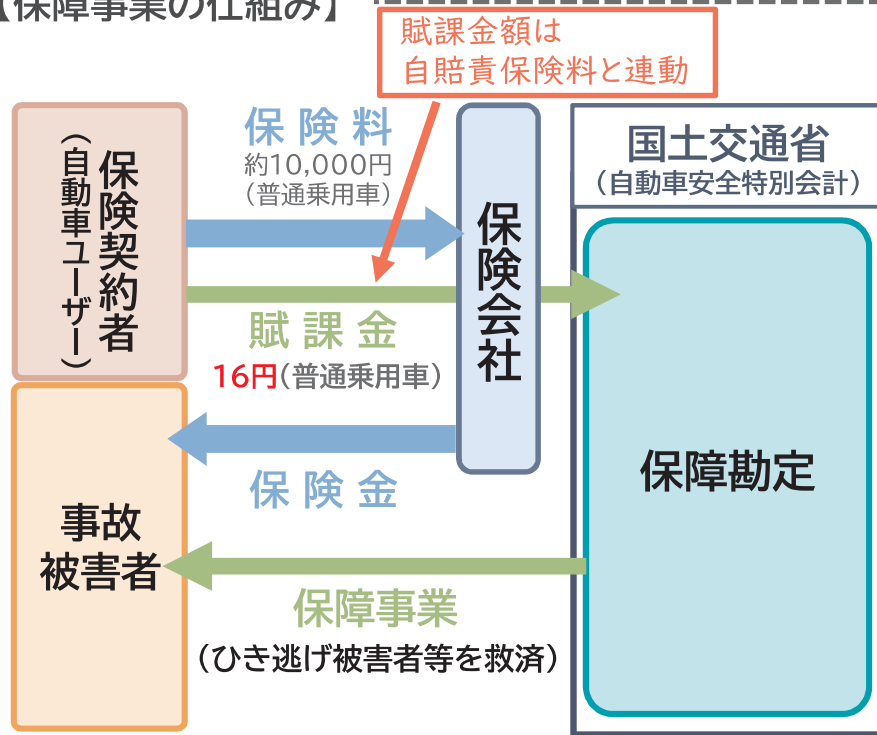 【保障事業の仕組み】
賦課金額は
自賠責保険料と連動
保険契約者
（自動車ユーザー）
保険料
約10,000円
（普通乗用車）
賦課金
16円（普通乗用車）
保険会社
国土交通省
（自動車安全特別会計）
保障勘定
保険金
事故
被害者
保障事業
（ひき逃げ被害者等を救済）